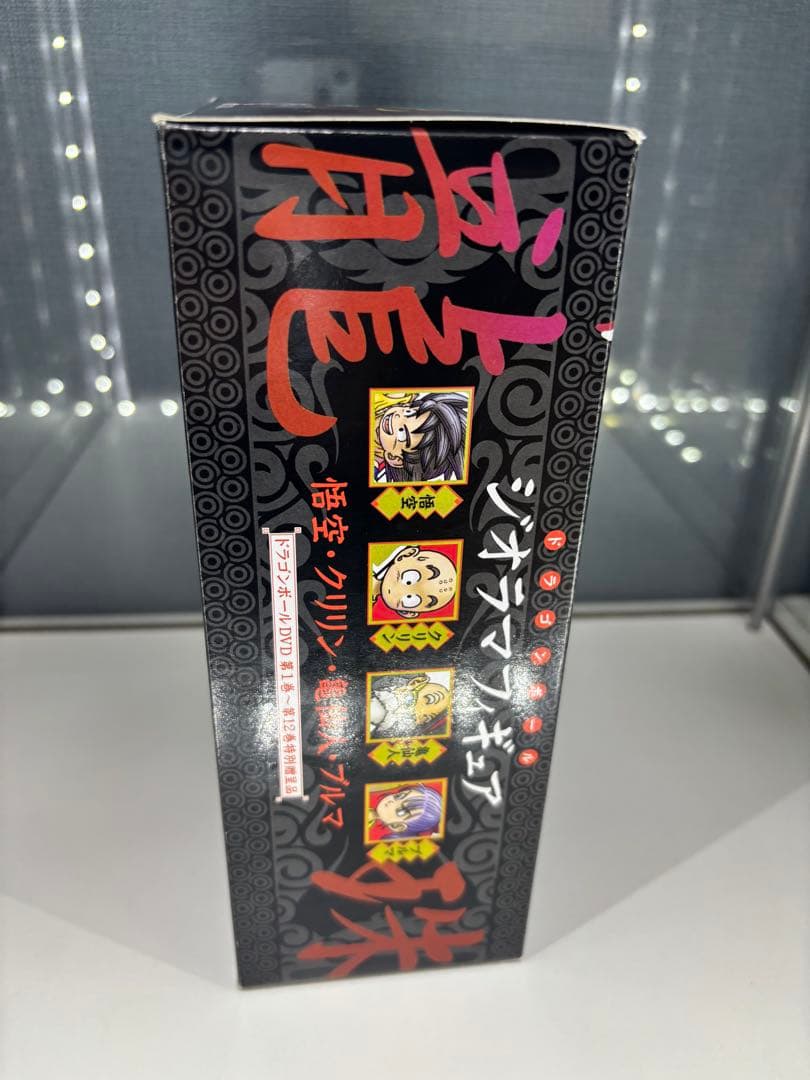 龍珠
ドラゴンボール
ジオラマフィギュア
悟空
クリリン
亀仙人
ブルマ
悟空・クリリン・亀仙人・ブルマ
ドラゴンボールDVD 第1巻～第12巻特別贈呈品